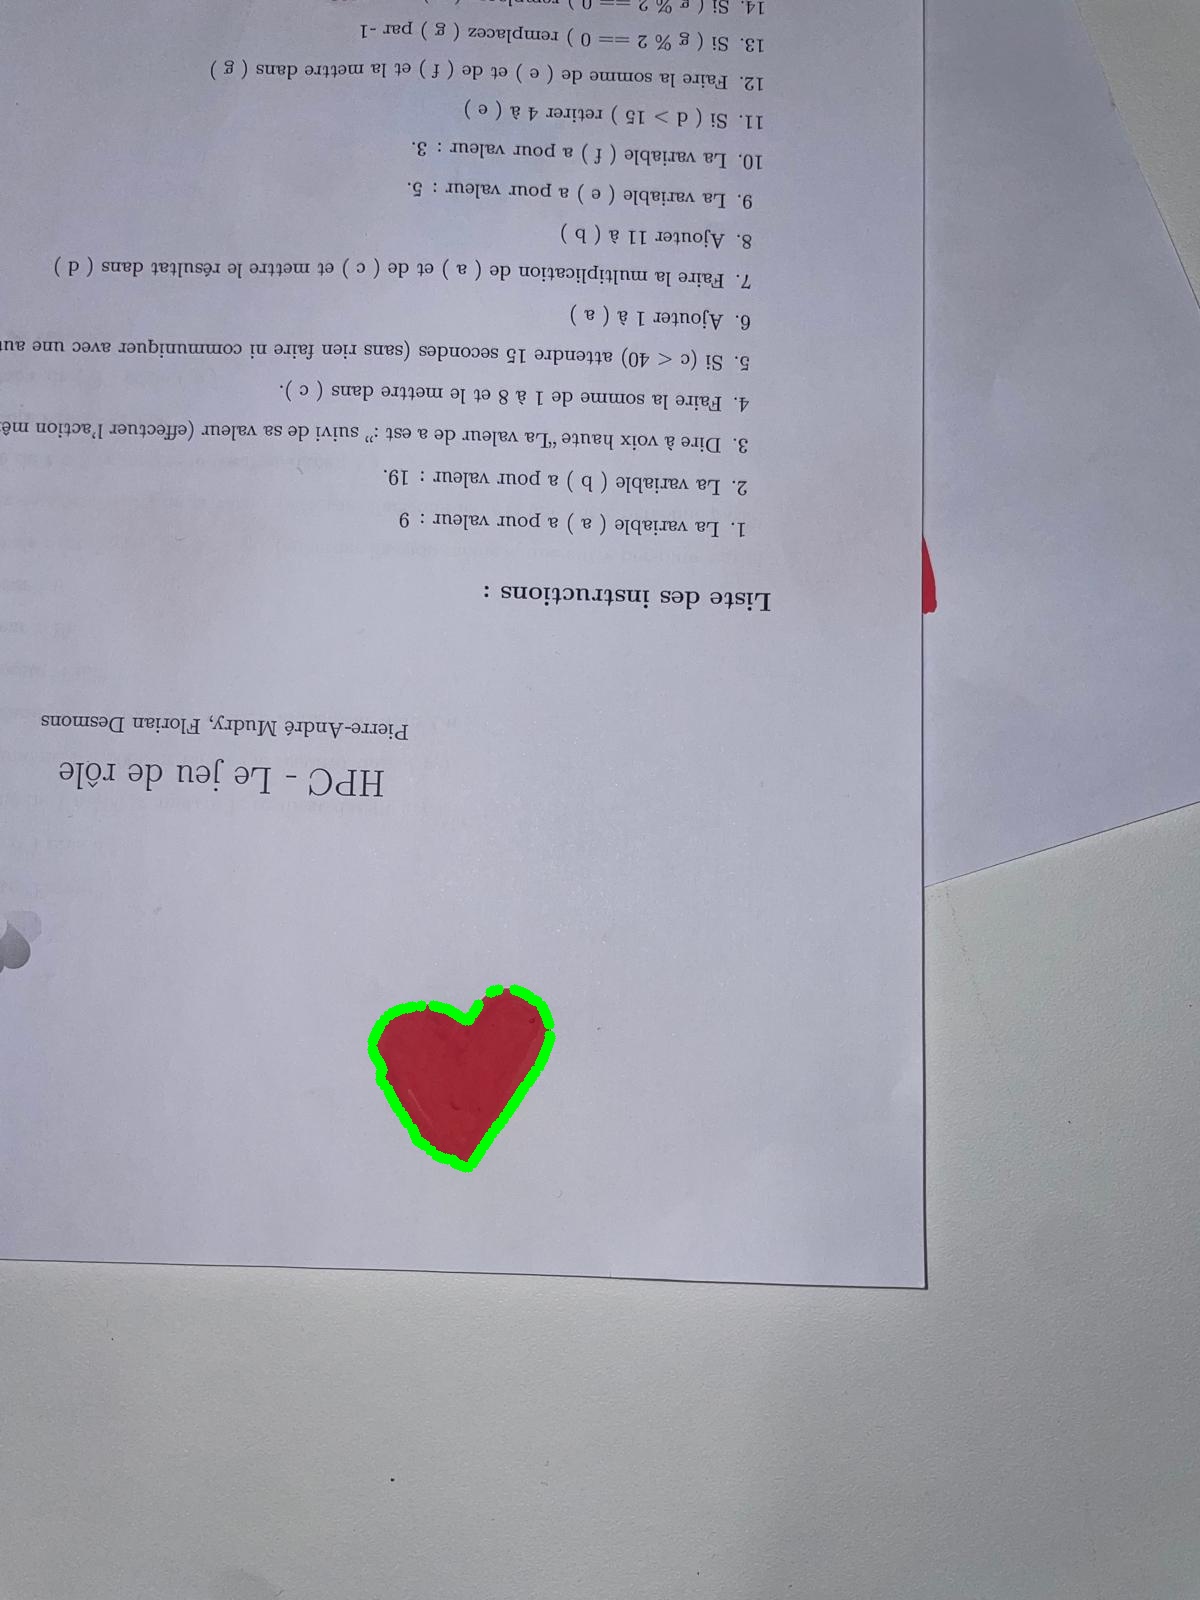 HPC - Le jeu de rôle
Pierre-André Mudry, Florian Desmons
Liste des instructions :
1. La variable ( a ) a pour valeur : 9
2. La variable ( b ) a pour valeur : 19.
3. Dire à voix haute “La valeur de a est :” suivi de sa valeur (effectuer l’action
4. Faire la somme de 1 à 8 et le mettre dans ( c ).
5. Si (c < 40) attendre 15 secondes (sans rien faire ni communiquer avec une
6. Ajouter 1 à ( a )
7. Faire la multiplication de ( a ) et de ( c ) et mettre le résultat dans ( d )
8. Ajouter 11 à ( b )
9. La variable ( e ) a pour valeur : 5.
10. La variable ( f ) a pour valeur : 3.
11. Si ( d > 15 ) retirer 4 à ( e )
12. Faire la somme de ( e ) et de ( f ) et la mettre dans ( g )
13. Si ( g % 2 == 0 ) remplacez ( g ) par -1
14. Si ( g % 2 == 0 )